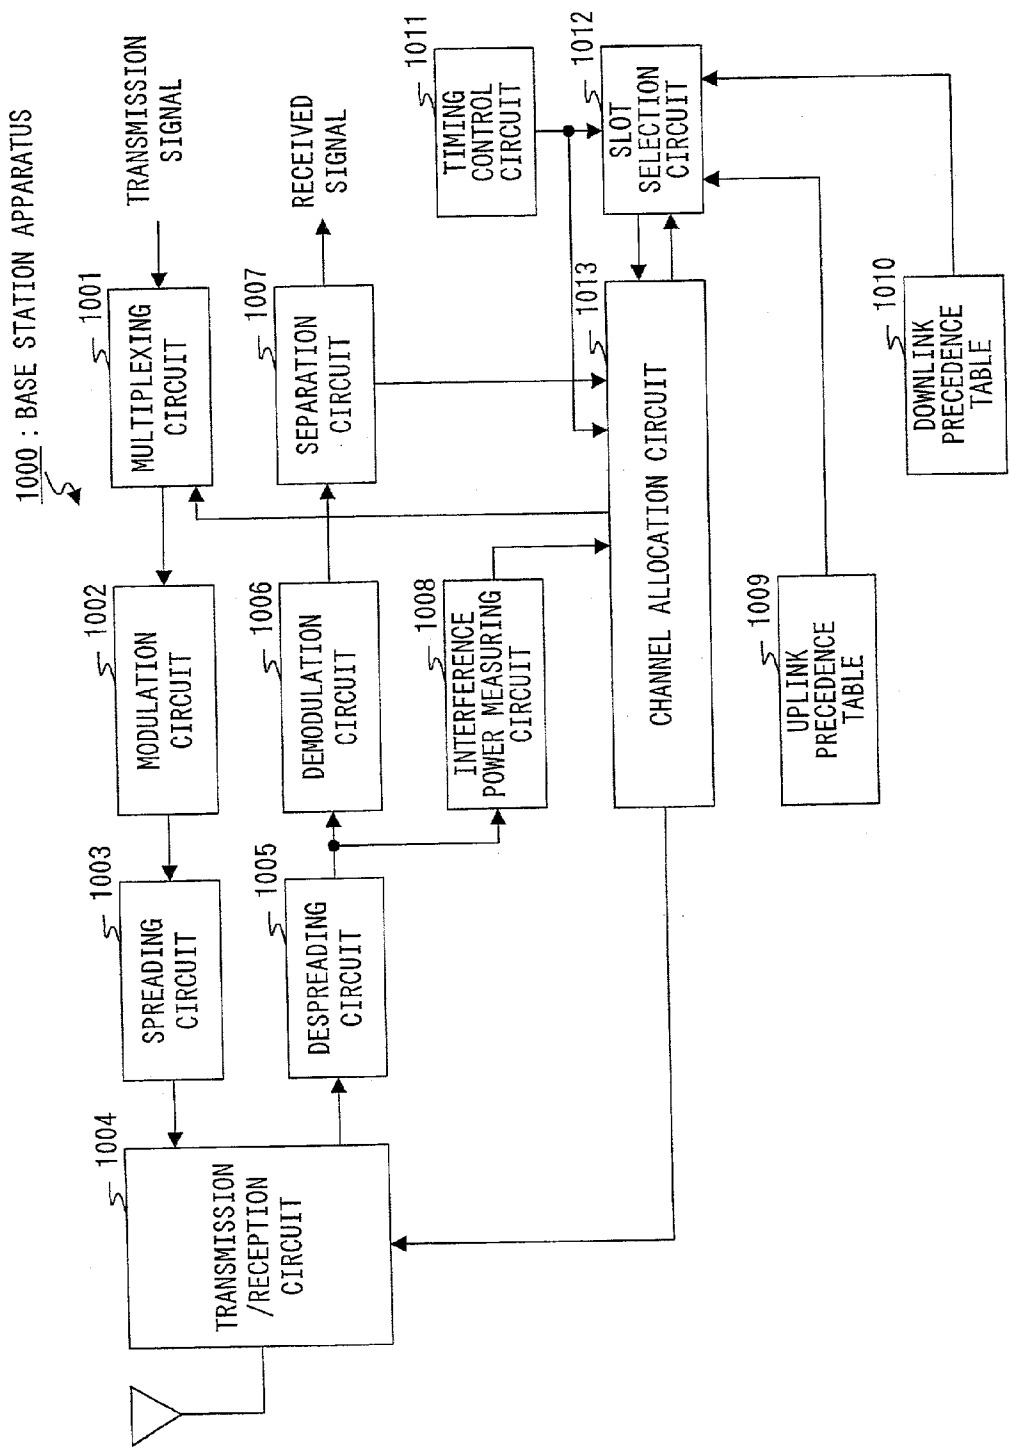 1000 : BASE STATION APPARATUS
1004
TRANSMISSION
/RECEPTION
CIRCUIT
1003
SPREADING
CIRCUIT
1002
MODULATION
CIRCUIT
1001
MULTIPLEXING
CIRCUIT
TRANSMISSION
SIGNAL
1005
DESPREADING
CIRCUIT
1006
DEMODULATION
CIRCUIT
1007
SEPARATION
CIRCUIT
RECEIVED
SIGNAL
1008
INTERFERENCE
POWER MEASURING
CIRCUIT
1011
TIMING
CONTROL
CIRCUIT
1013
CHANNEL ALLOCATION CIRCUIT
1012
SLOT
SELECTION
CIRCUIT
1009
UPLINK
PRECEDENCE
TABLE
1010
DOWNLINK
PRECEDENCE
TABLE